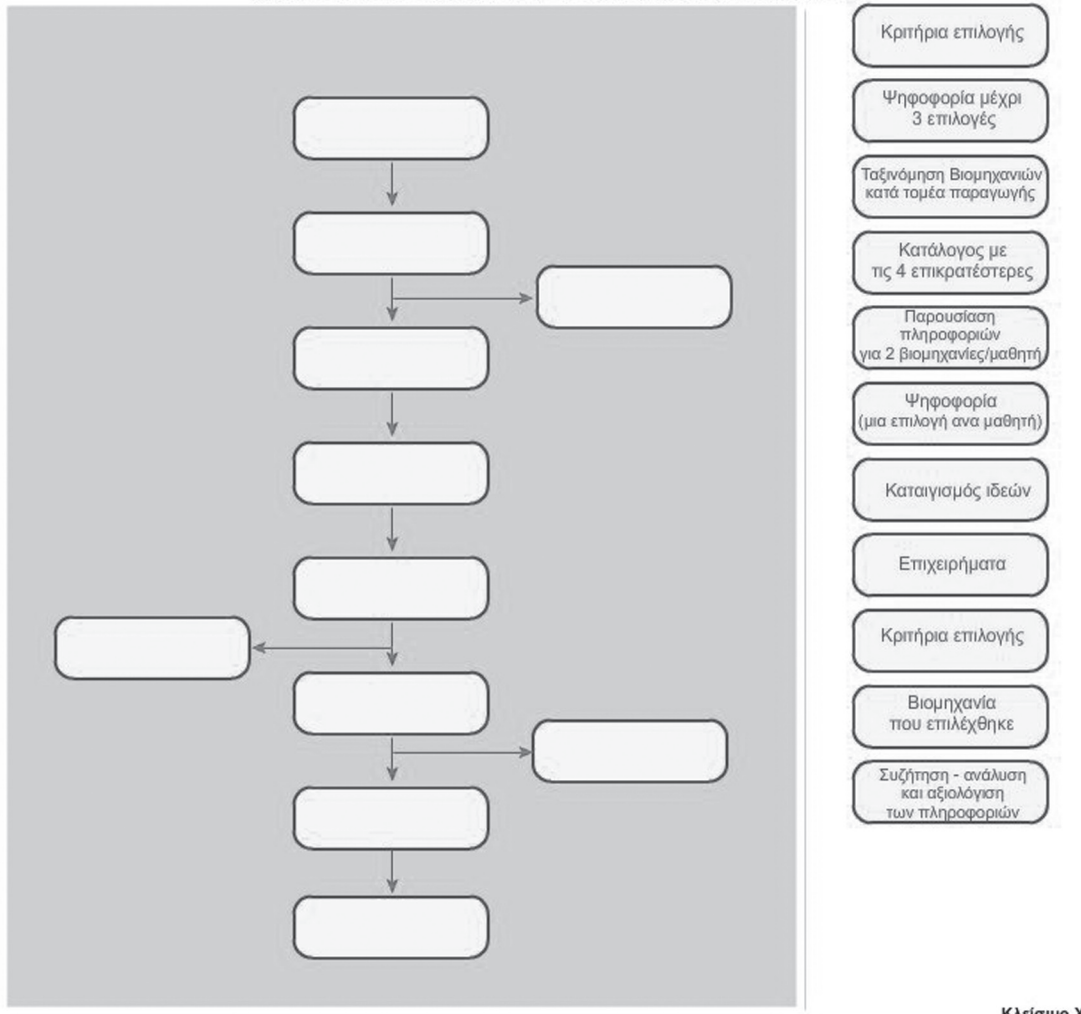 Κριτήρια επιλογής
Ψηφοφορία μέχρι
3 επιλογές
Ταξινόμηση Βιομηχανιών
κατά τομέα παραγωγής
Κατάλογος με
τις 4 επικρατέστερες
Παρουσίαση
πληροφοριών
για 2 βιομηχανίες/μαθητή
Ψηφοφορία
(μια επιλογή ανα μαθητή)
Καταιγισμός ιδεών
Επιχειρήματα
Κριτήρια επιλογής
Βιομηχανία
που επιλέχθηκε
Συζήτηση - ανάλυση
και αξιολόγιση
των πληροφοριών